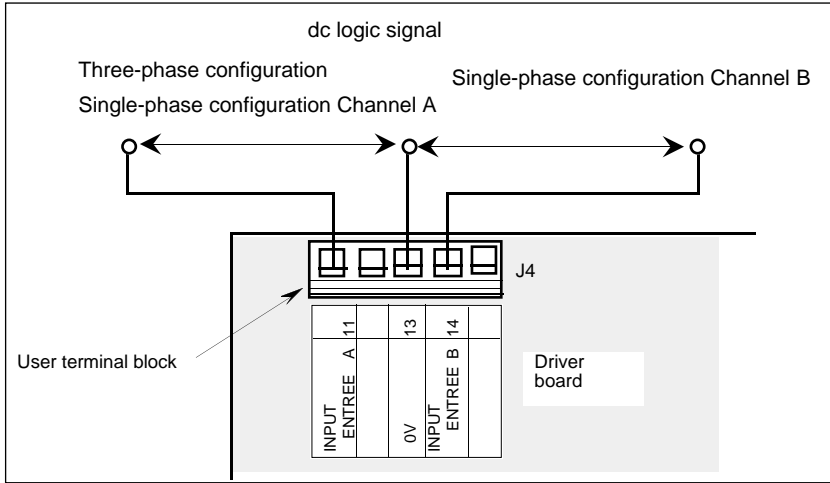 dc logic signal
Three-phase configuration
Single-phase configuration Channel A
Single-phase configuration Channel B
J4
User terminal block
11
13
14
INPUT
ENTREE A
0V
INPUT
ENTREE B
Driver
board